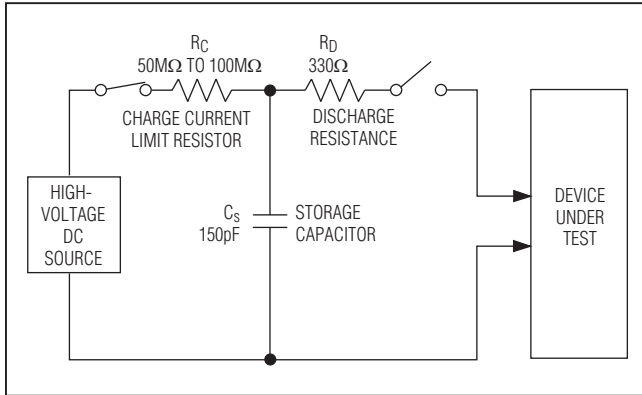 R_C
50MΩ TO 100MΩ
CHARGE CURRENT
LIMIT RESISTOR
R_D
330Ω
DISCHARGE
RESISTANCE
HIGH-
VOLTAGE
DC
SOURCE
C_s
150pF
STORAGE
CAPACITOR
DEVICE
UNDER
TEST